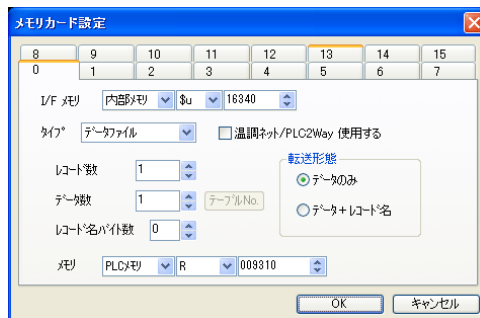 メモリカード設定
8 9 10 11 12 13 14 15
0 1 2 3 4 5 6 7
I/F メモリ 内部メモリ $u 16340
タイプ データファイル 温調ネット/PLC2Way 使用する
レコード数 1
転送形態
データのみ
データ数 1 テーブルNo.
データ+レコード名
レコード名バイト数 0
メモリ PLCメモリ R 009310
OK キャンセル